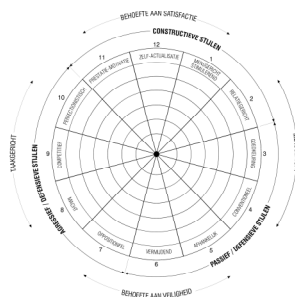 BEHOEFTE AAN SATISFACTIE
CONSTRUCTIEVE STIJLEN
12
ZELF-ACTUALISATIE
1
MENSGERICHT STIMULEREND
2
RELATIEGERICHT
3
GOEDKEURING
4
CONVENTIONEEL
5
AFHANKELIJK
6
VERMIJDEND
7
OPPOSITIONEEL
8
MACHT
9
COMPETITIEF
10
PERFECTIONISTISCH
11
PRESTATIE-MOTIVATIE
TAAKGERICHT
AGRESSIEF / DEFENSIEVE STIJLEN
PASSIEF / DEFENSIEVE STIJLEN
BEHOEFTE AAN VEILIGHEID